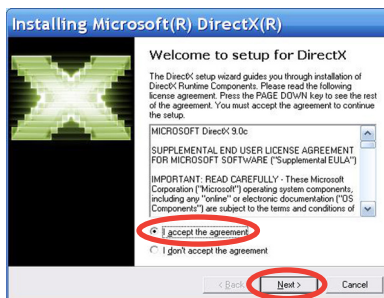 Installing Microsoft(R) DirectX(R)
Welcome to setup for DirectX
The DirectX setup wizard guides you through installation of
DirectX Runtime Components. Please read the following
license agreement. Press the PAGE DOWN key to see the rest
of the agreement. You must accept the agreement to continue
the setup.
MICROSOFT DirectX 9.0c
SUPPLEMENTAL END USER LICENSE AGREEMENT
FOR MICROSOFT SOFTWARE ("Supplemental EULA")
IMPORTANT: READ CAREFULLY - These Microsoft
Corporation ("Microsoft") operating system components,
including any "online" or electronic documentation ("OS
Components") are subject to the terms and conditions of
I accept the agreement
I don't accept the agreement
< Back
Next >
Cancel